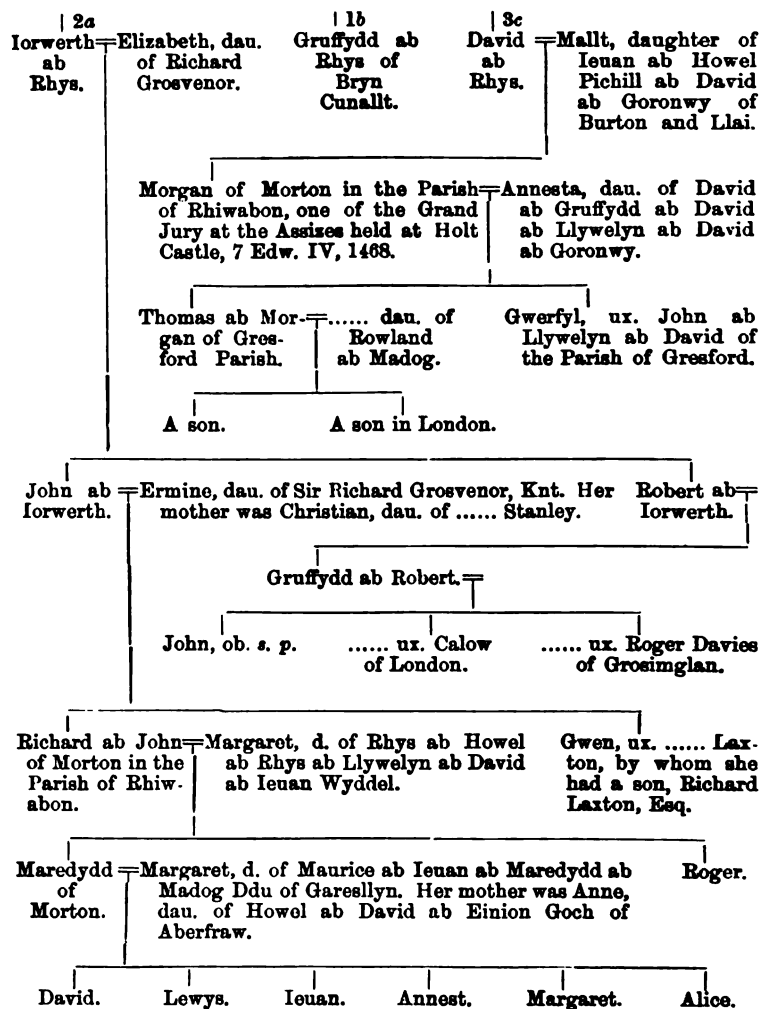 | 2a | 1b | 3c
Iorwerth=Elizabeth, dau. Gruffydd ab David =Mallt, daughter of
ab of Richard Rhys of ab Ieuan ab Howel
Rhys. Grosvenor. Bryn Rhys. Pichill ab David
Cunallt. ab Goronwy of
Burton and Llai.
Morgan of Morton in the Parish=Annesta, dau. of David
of Rhiwabon, one of the Grand ab Gruffydd ab David
Jury at the Assizes held at Holt ab Llywelyn ab David
Castle, 7 Edw. IV, 1468. ab Goronwy.
Thomas ab Mor-=...... dau. of Gwerfyl, ux. John ab
gan of Gres- Rowland Llywelyn ab David of
ford Parish. ab Madog. the Parish of Gresford.
A son. A son in London.
John ab =Ermine, dau. of Sir Richard Grosvenor, Knt. Her Robert ab=
Iorwerth. mother was Christian, dau. of ...... Stanley. Iorwerth.
Gruffydd ab Robert.=
John, ob. s. p. ...... ux. Calow ...... ux. Roger Davies
of London. of Grosimglan.
Richard ab John=Margaret, d. of Rhys ab Howel Gwen, ux. ...... Lax-
of Morton in the ab Rhys ab Llywelyn ab David ton, by whom she
Parish of Rhiw- ab Ieuan Wyddel. had a son, Richard
abon. Laxton, Esq.
Maredydd =Margaret, d. of Maurice ab Ieuan ab Maredydd ab Roger.
of Madog Ddu of Garesllyn. Her mother was Anne,
Morton. dau. of Howel ab David ab Einion Goch of
Aberfraw.
David. Lewys. Ieuan. Annest. Margaret. Alice.